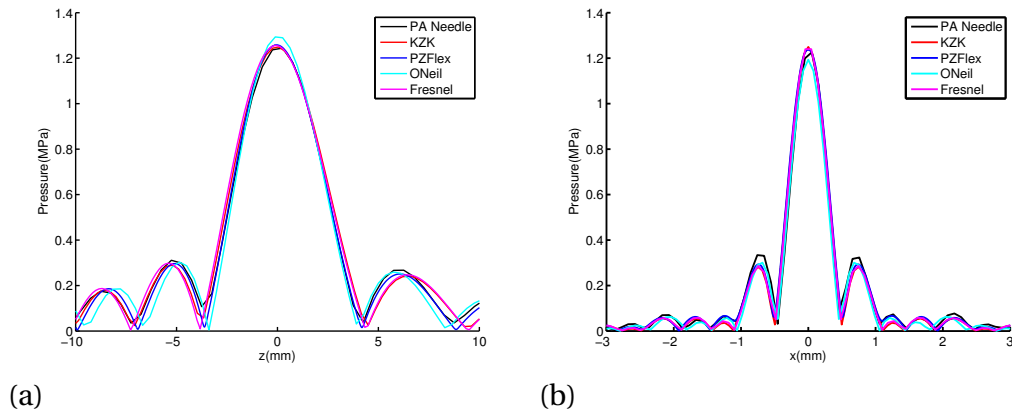 1.4
1.2
1
0.8
0.6
0.4
0.2
0
Pressure(MPa)
−10 −5 0 5 10
z(mm)
PA Needle
KZK
PZFlex
ONeil
Fresnel
(a)
1.4
1.2
1
0.8
0.6
0.4
0.2
0
Pressure(MPa)
−3 −2 −1 0 1 2 3
x(mm)
PA Needle
KZK
PZFlex
ONeil
Fresnel
(b)